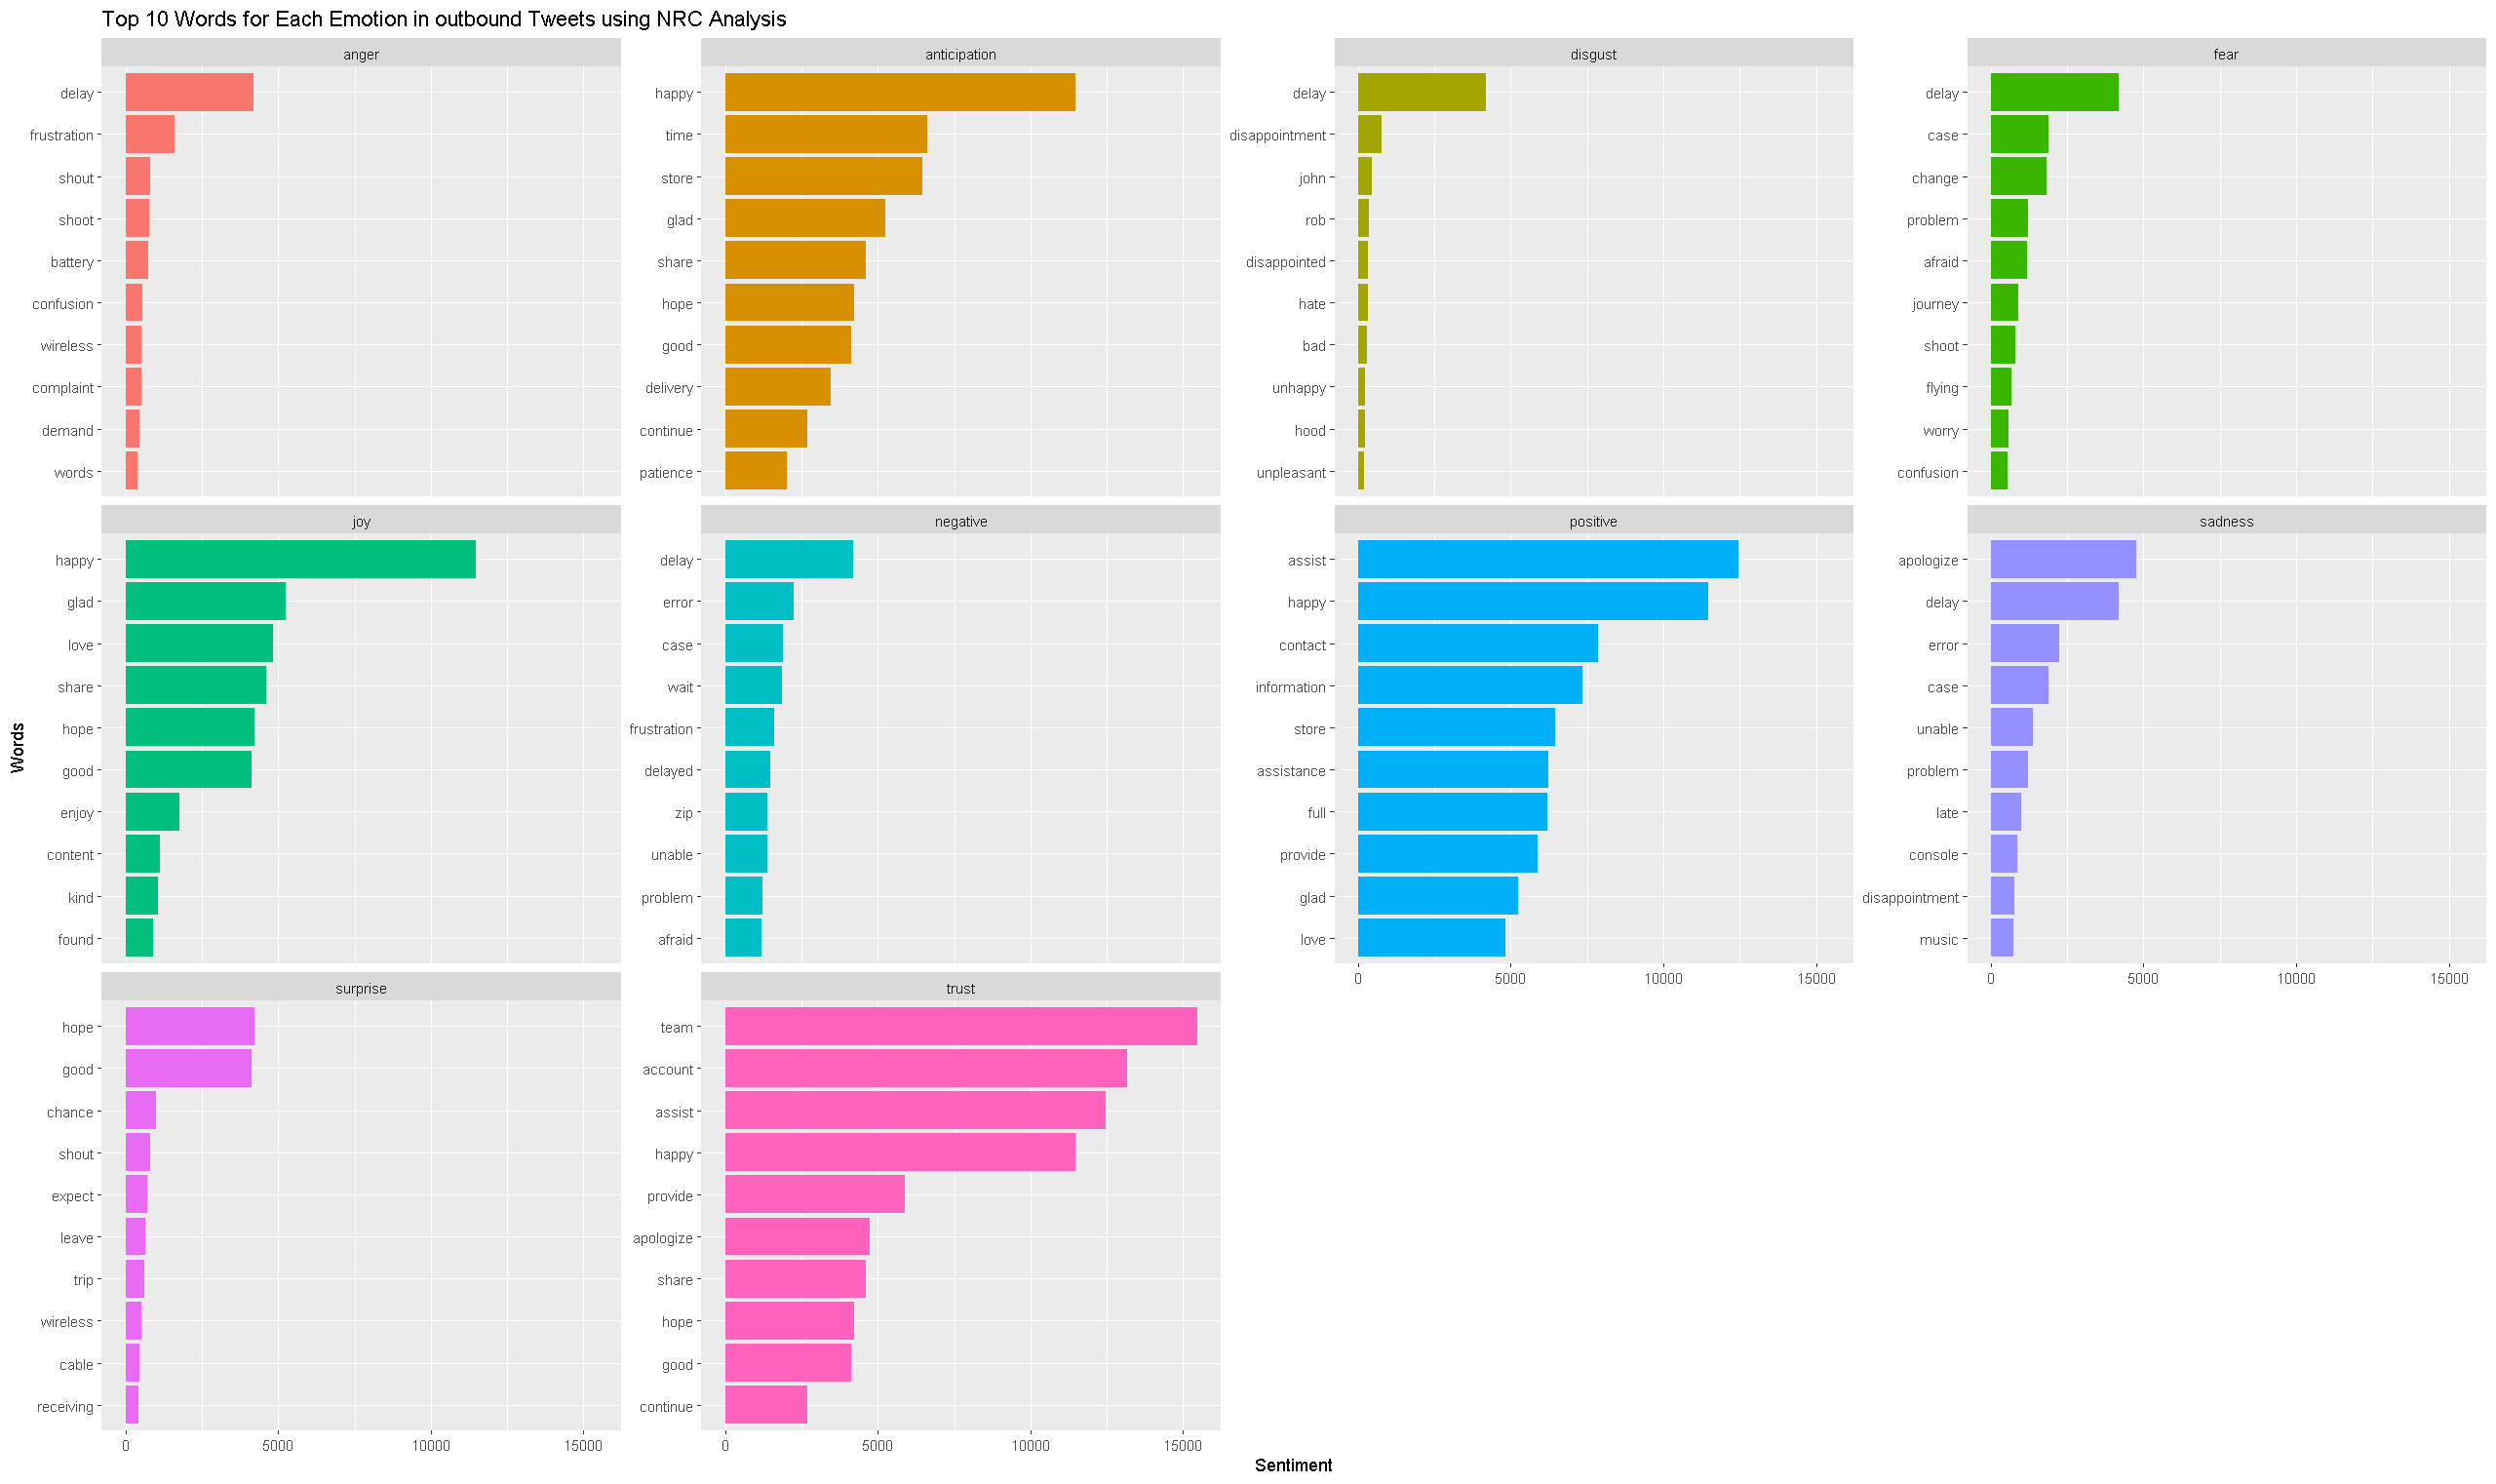 Top 10 Words for Each Emotion in outbound Tweets using NRC Analysis
anger
delay
frustration
shout
shoot
battery
confusion
wireless
complaint
demand
words
anticipation
happy
time
store
glad
share
hope
good
delivery
continue
patience
disgust
delay
disappointment
john
rob
disappointed
hate
bad
unhappy
hood
unpleasant
fear
delay
case
change
problem
afraid
journey
shoot
flying
worry
confusion
joy
happy
glad
love
share
hope
good
enjoy
content
kind
found
negative
delay
error
case
wait
frustration
delayed
zip
unable
problem
afraid
positive
assist
happy
contact
information
store
assistance
full
provide
glad
love
0 5000 10000 15000
sadness
apologize
delay
error
case
unable
problem
late
console
disappointment
music
0 5000 10000 15000
surprise
hope
good
chance
shout
expect
leave
trip
wireless
cable
receiving
0 5000 10000 15000
trust
team
account
assist
happy
provide
apologize
share
hope
good
continue
0 5000 10000 15000
Words
Sentiment